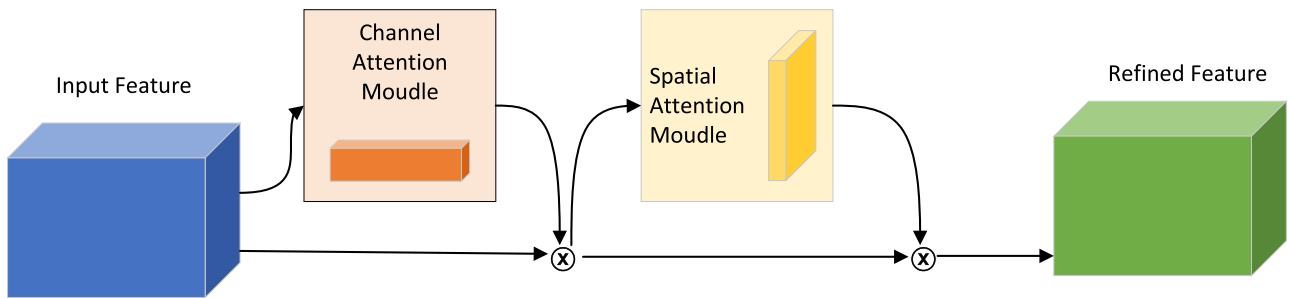 Input Feature
Channel
Attention
Moudle
Spatial
Attention
Moudle
Refined Feature
x
x